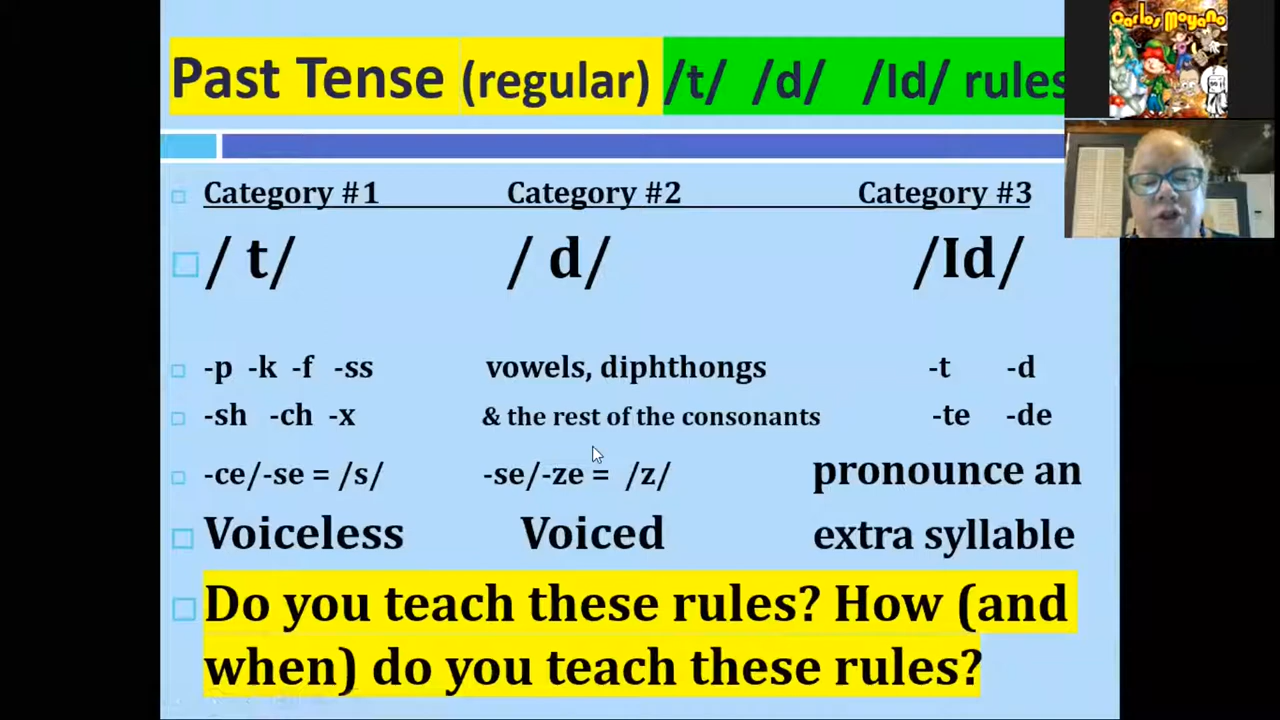 Past Tense (regular) /t/ /d/ /Id/ rules
Carlos Moyano
Category #1 Category #2 Category #3
/ t/ / d/ /Id/
-p -k -f -ss vowels, diphthongs -t -d
-sh -ch -x & the rest of the consonants -te -de
-ce/-se = /s/ -se/-ze = /z/ pronounce an
Voiceless Voiced extra syllable
Do you teach these rules? How (and
when) do you teach these rules?